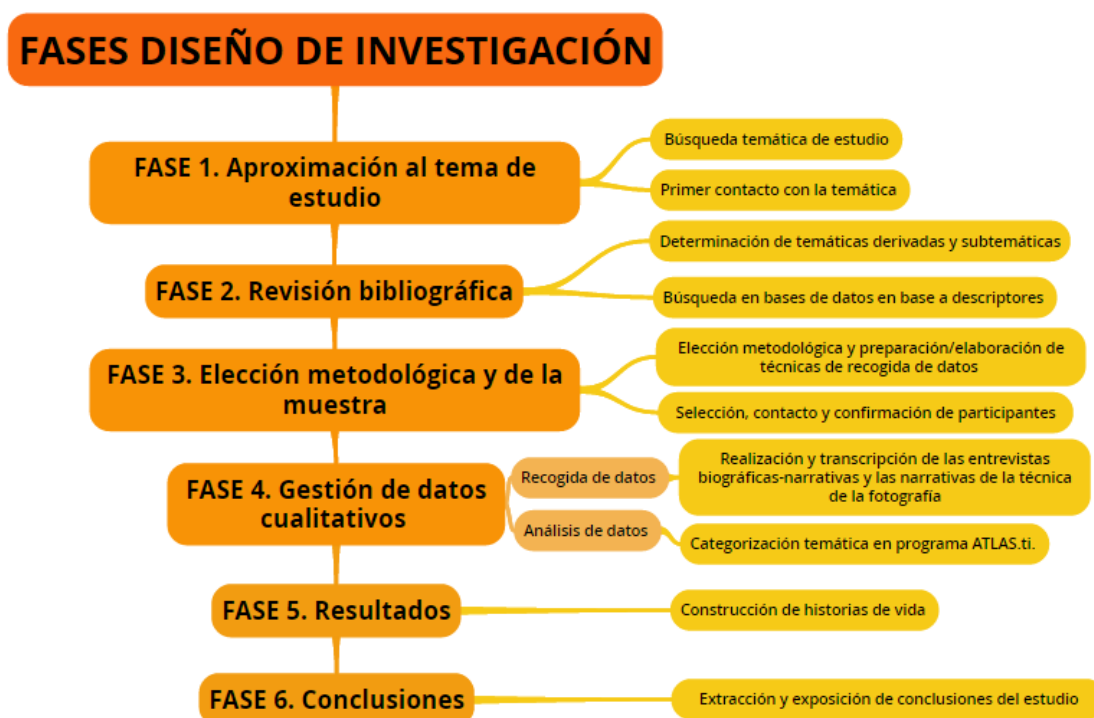 FASES DISEÑO DE INVESTIGACIÓN
FASE 1. Aproximación al tema de
estudio
Búsqueda temática de estudio
Primer contacto con la temática
FASE 2. Revisión bibliográfica
Determinación de temáticas derivadas y subtemáticas
Búsqueda en bases de datos en base a descriptores
FASE 3. Elección metodológica y de la
muestra
Elección metodológica y preparación/elaboración de
técnicas de recogida de datos
Selección, contacto y confirmación de participantes
FASE 4. Gestión de datos
cualitativos
Recogida de datos
Realización y transcripción de las entrevistas
biográficas-narrativas y las narrativas de la técnica
de la fotografía
Análisis de datos
Categorización temática en programa ATLAS.ti.
FASE 5. Resultados
Construcción de historias de vida
FASE 6. Conclusiones
Extracción y exposición de conclusiones del estudio